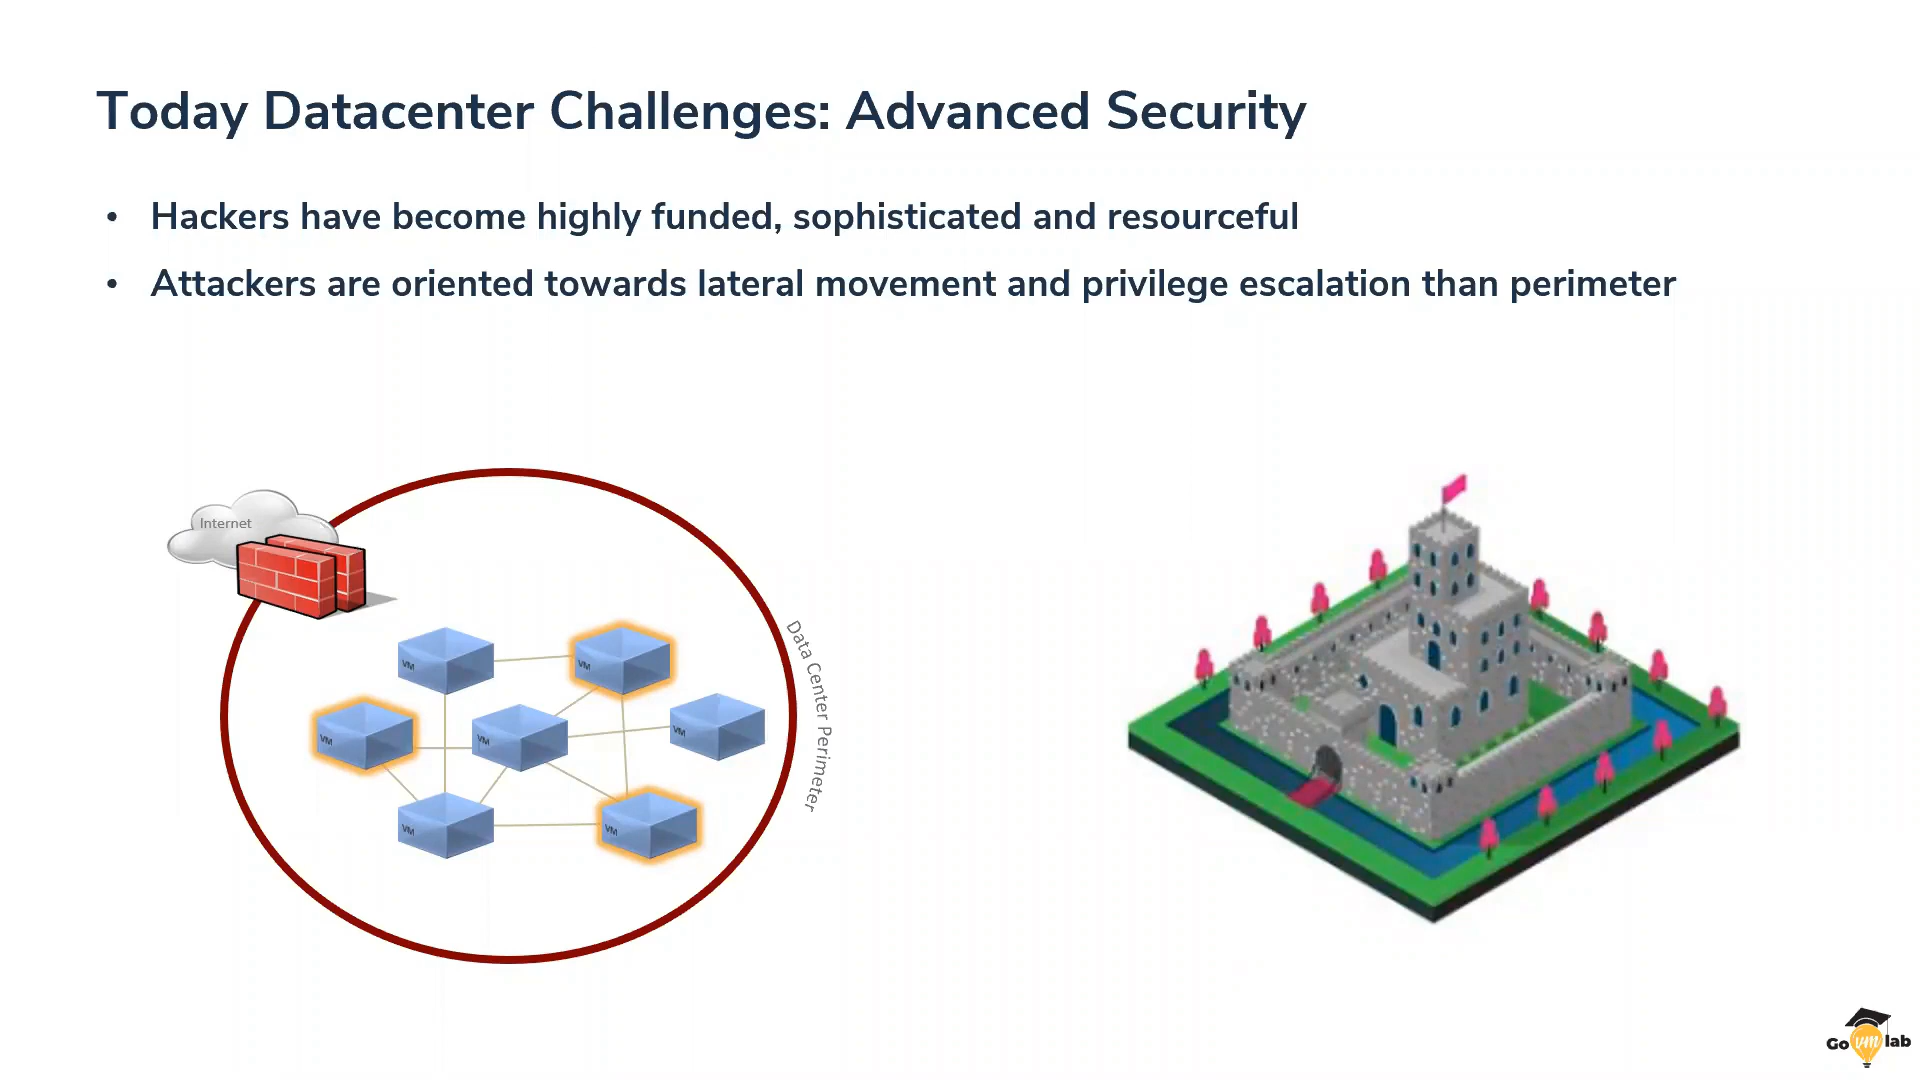 Today Datacenter Challenges: Advanced Security
• Hackers have become highly funded, sophisticated and resourceful
• Attackers are oriented towards lateral movement and privilege escalation than perimeter
Internet
Data Center Perimeter
VM
VM
VM
VM
VM
VM
VM
Go vm lab